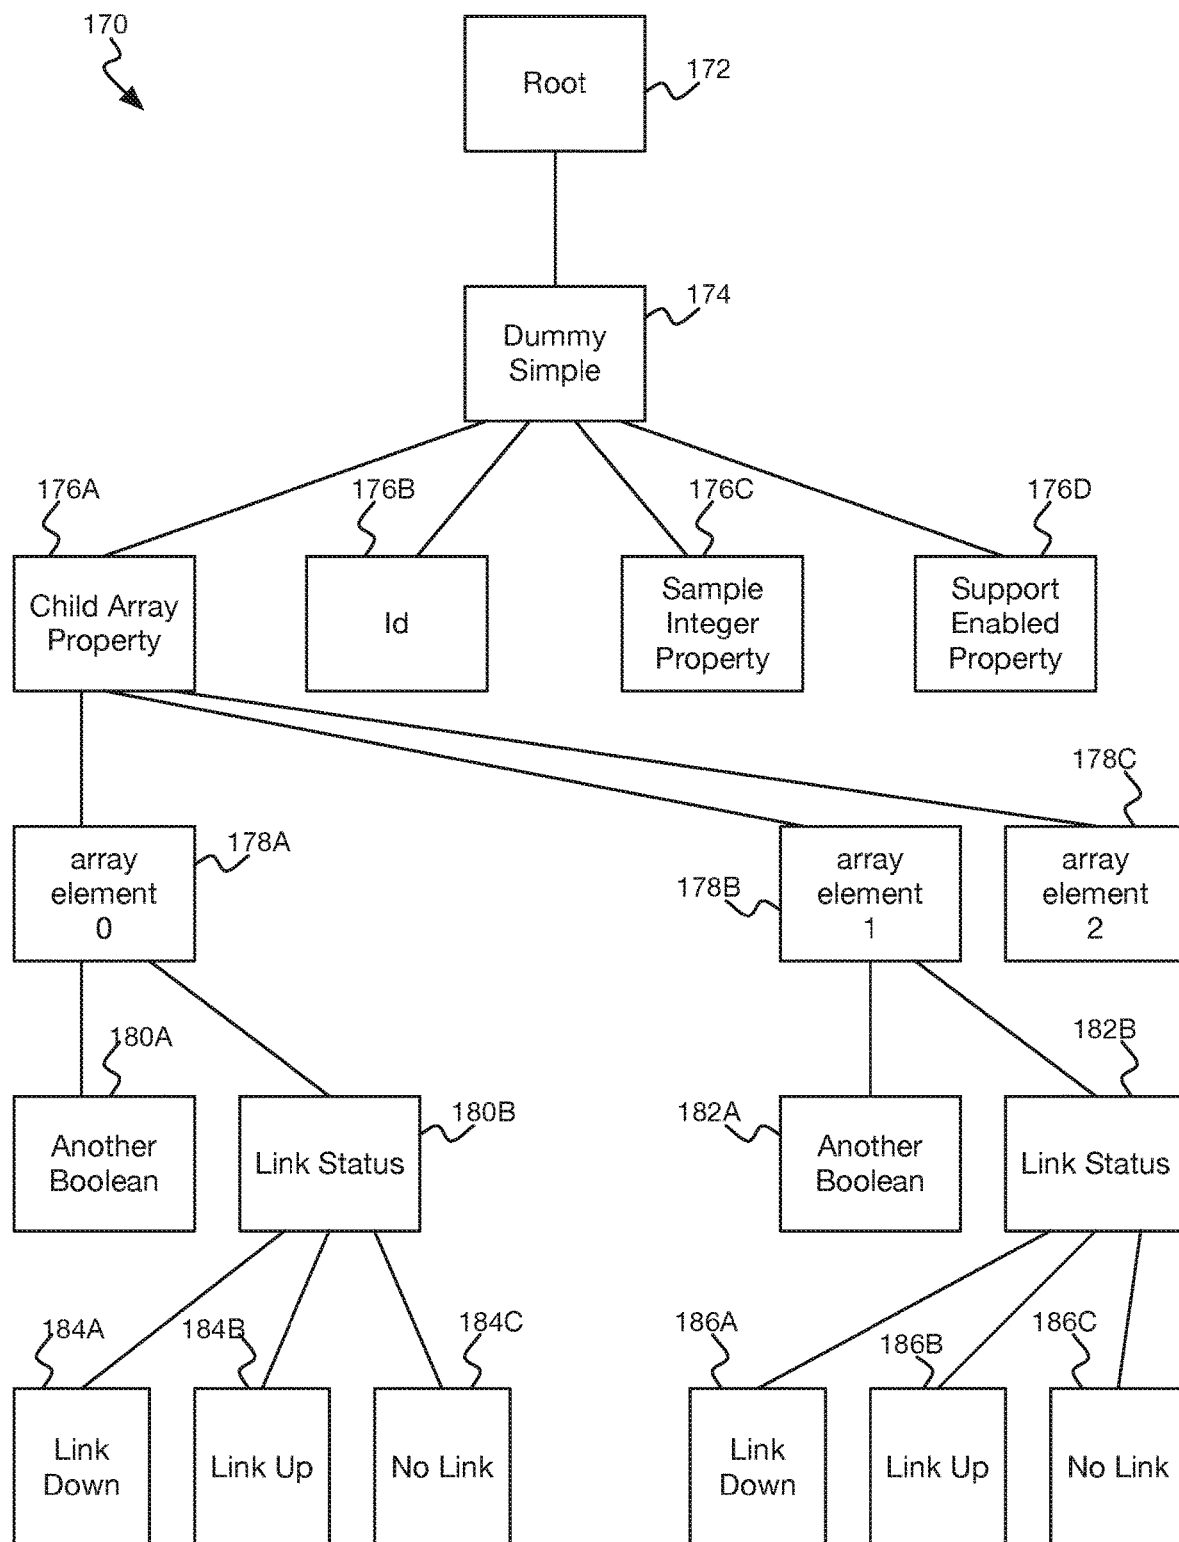 170
Root
172
Dummy
Simple
174
176A
176B
176C
176D
Child Array
Property
Id
Sample
Integer
Property
Support
Enabled
Property
178C
array
element
0
178A
178B
array
element
1
array
element
2
180A
182B
Another
Boolean
Link Status
180B
182A
Another
Boolean
Link Status
184A
184B
184C
186A
186B
186C
Link
Down
Link Up
No Link
Link
Down
Link Up
No Link